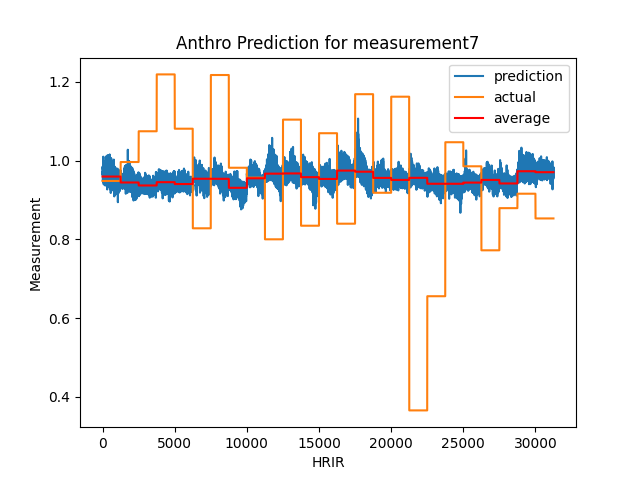 Anthro Prediction for measurement7
prediction
actual
average
1.2
1.0
0.8
0.6
0.4
Measurement
0
5000
10000
15000
20000
25000
30000
HRIR